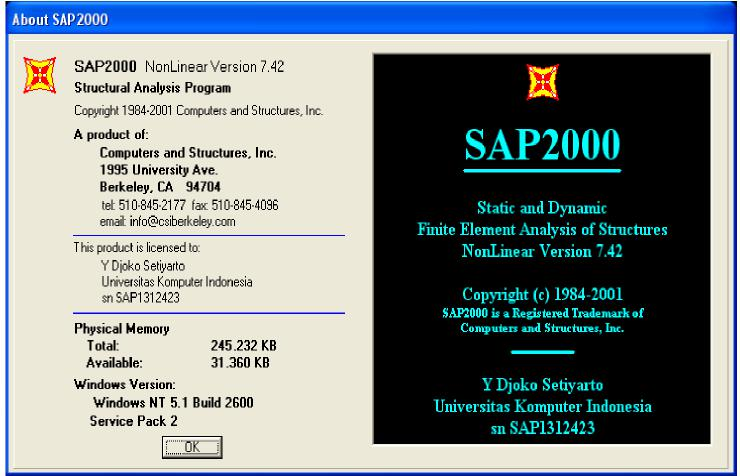 About SAP2000
SAP2000 NonLinear Version 7.42
Structural Analysis Program
Copyright 1984-2001 Computers and Structures, Inc.
A product of:
Computers and Structures, Inc.
1995 University Ave.
Berkeley, CA 94704
tel: 510-845-2177 fax: 510-845-4096
email: info@csiberkeley.com
This product is licensed to:
Y Djoko Setiyarto
Universitas Komputer Indonesia
sn SAP1312423
Physical Memory
Total: 245.232 KB
Available: 31.360 KB
Windows Version:
Windows NT 5.1 Build 2600
Service Pack 2
OK
SAP2000
Static and Dynamic
Finite Element Analysis of Structures
NonLinear Version 7.42
Copyright (c) 1984-2001
SAP2000 is a Registered Trademark of
Computers and Structures, Inc.
Y Djoko Setiyarto
Universitas Komputer Indonesia
sn SAP1312423